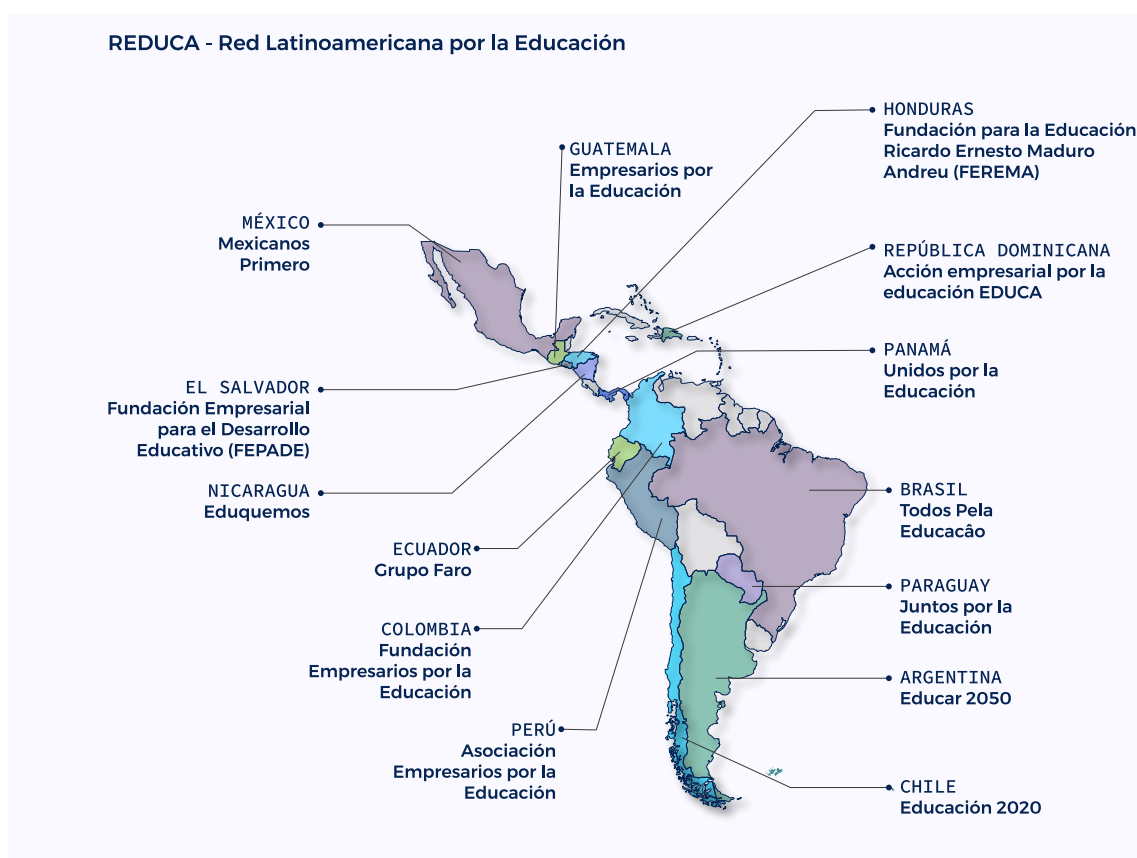 REDUCA - Red Latinoamericana por la Educación
HONDURAS
Fundación para la Educación
Ricardo Ernesto Maduro
Andreu (FEREMA)
GUATEMALA
Empresarios por
la Educación
MÉXICO
Mexicanos
Primero
REPÚBLICA DOMINICANA
Acción empresarial por la
educación EDUCA
PANAMÁ
Unidos por la
Educación
EL SALVADOR
Fundación Empresarial
para el Desarrollo
Educativo (FEPADE)
NICARAGUA
Eduquemos
BRASIL
Todos Pela
Educacâo
ECUADOR
Grupo Faro
PARAGUAY
Juntos por la
Educación
COLOMBIA
Fundación
Empresarios por la
Educación
ARGENTINA
Educar 2050
PERÚ
Asociación
Empresarios por la
Educación
CHILE
Educación 2020